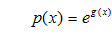 p(x) = e^{g(x)}